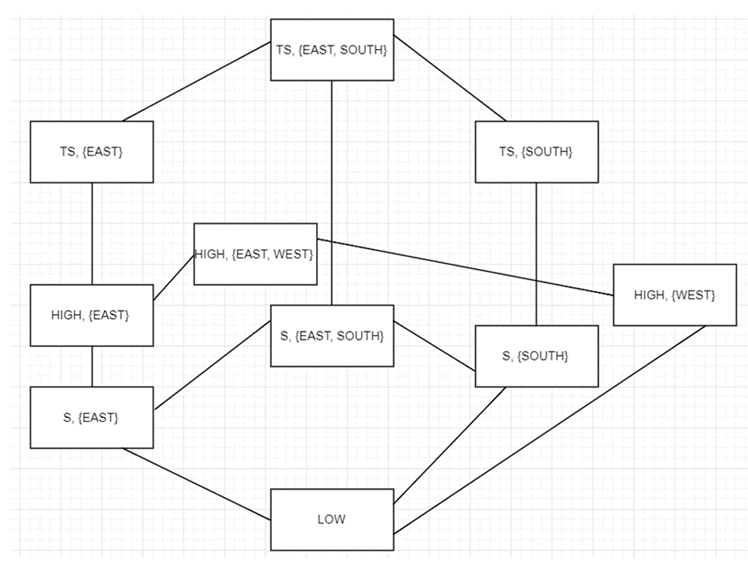 TS, {EAST, SOUTH}
TS, {EAST}
TS, {SOUTH}
HIGH, {EAST, WEST}
HIGH, {WEST}
HIGH, {EAST}
S, {EAST, SOUTH}
S, {SOUTH}
S, {EAST}
LOW